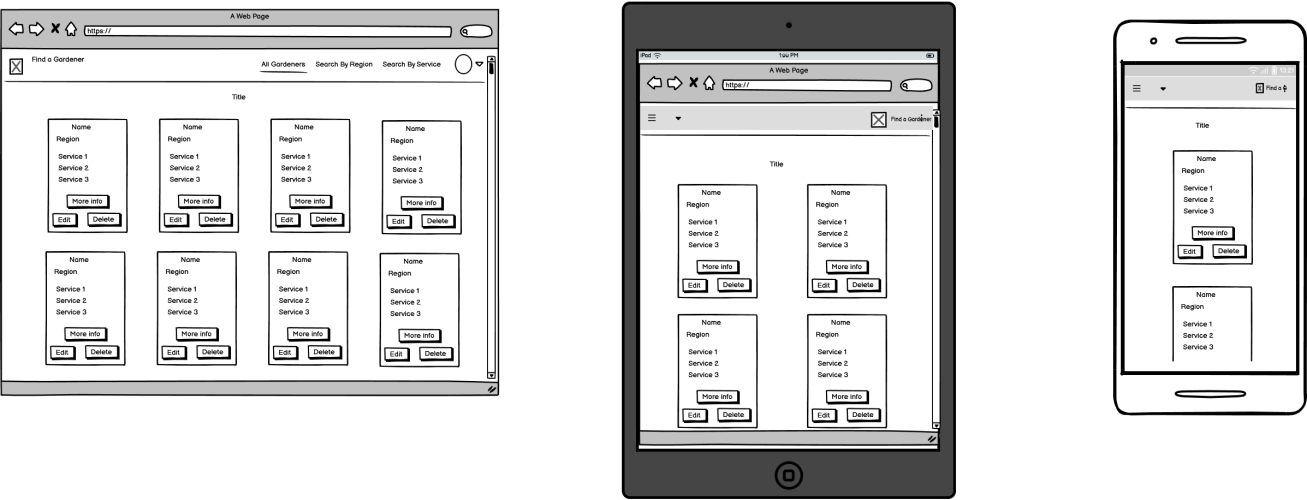 A Web Page
https://
Find a Gardener
All Gardeners Search By Region Search By Service
Title
Name Name Name Name
Region Region Region Region
Service 1 Service 1 Service 1 Service 1
Service 2 Service 2 Service 2 Service 2
Service 3 Service 3 Service 3 Service 3
More info More info More info More info
Edit Delete Edit Delete Edit Delete Edit Delete
Name Name Name Name
Region Region Region Region
Service 1 Service 1 Service 1 Service 1
Service 2 Service 2 Service 2 Service 2
Service 3 Service 3 Service 3 Service 3
More info More info More info More info
Edit Delete Edit Delete Edit Delete Edit Delete
iPad 1:00 PM
A Web Page
https://
Find a Gardener
Title
Name Name
Region Region
Service 1 Service 1
Service 2 Service 2
Service 3 Service 3
More info More info
Edit Delete Edit Delete
Name Name
Region Region
Service 1 Service 1
Service 2 Service 2
Service 3 Service 3
More info More info
Edit Delete Edit Delete
Find a
Title
Name
Region
Service 1
Service 2
Service 3
More info
Edit Delete
Name
Region
Service 1
Service 2
Service 3